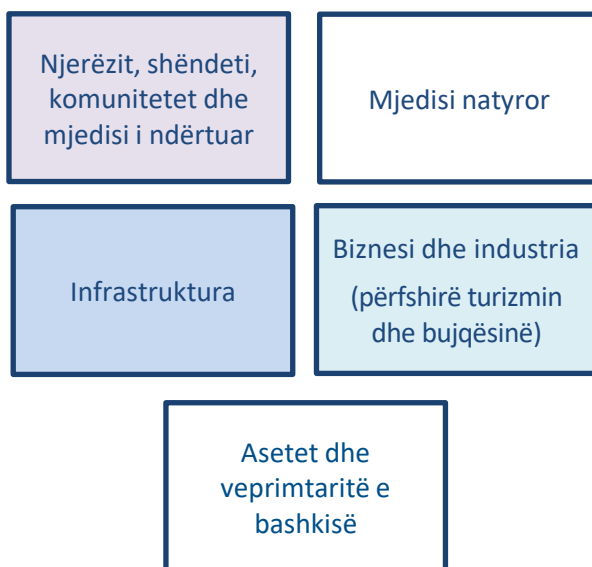 Njerëzit, shëndeti,
komunitetet dhe
mjedisi i ndërtuar
Mjedisi natyror
Infrastruktura
Biznesi dhe industria
(përfshirë turizmin
dhe bujqësinë)
Asetet dhe
veprimtaritë e
bashkisë